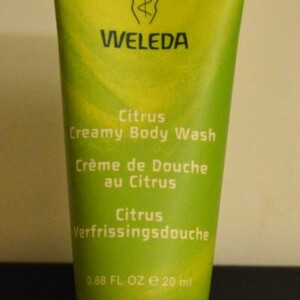 WELEDA
Citrus
Creamy Body Wash
Crème de Douche
au Citrus
Citrus
Verfrissingsdouche
0.68 FL OZ e 20 ml